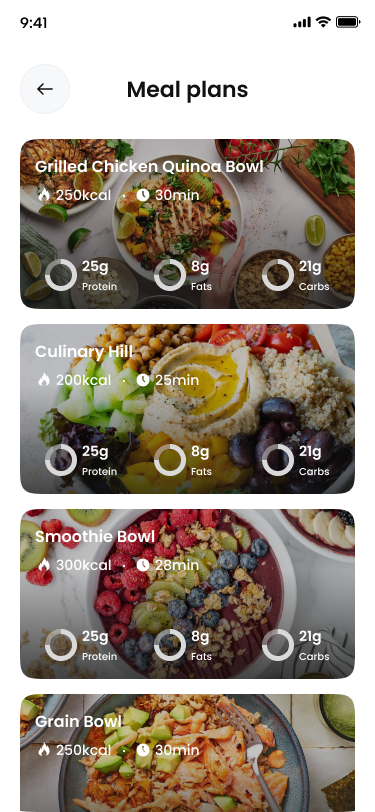 9:41
Meal plans
Grilled Chicken Quinoa Bowl
250kcal · 30min
25g 8g 21g
Protein Fats Carbs
Culinary Hill
200kcal · 25min
25g 8g 21g
Protein Fats Carbs
Smoothie Bowl
300kcal · 28min
25g 8g 21g
Protein Fats Carbs
Grain Bowl
250kcal · 30min